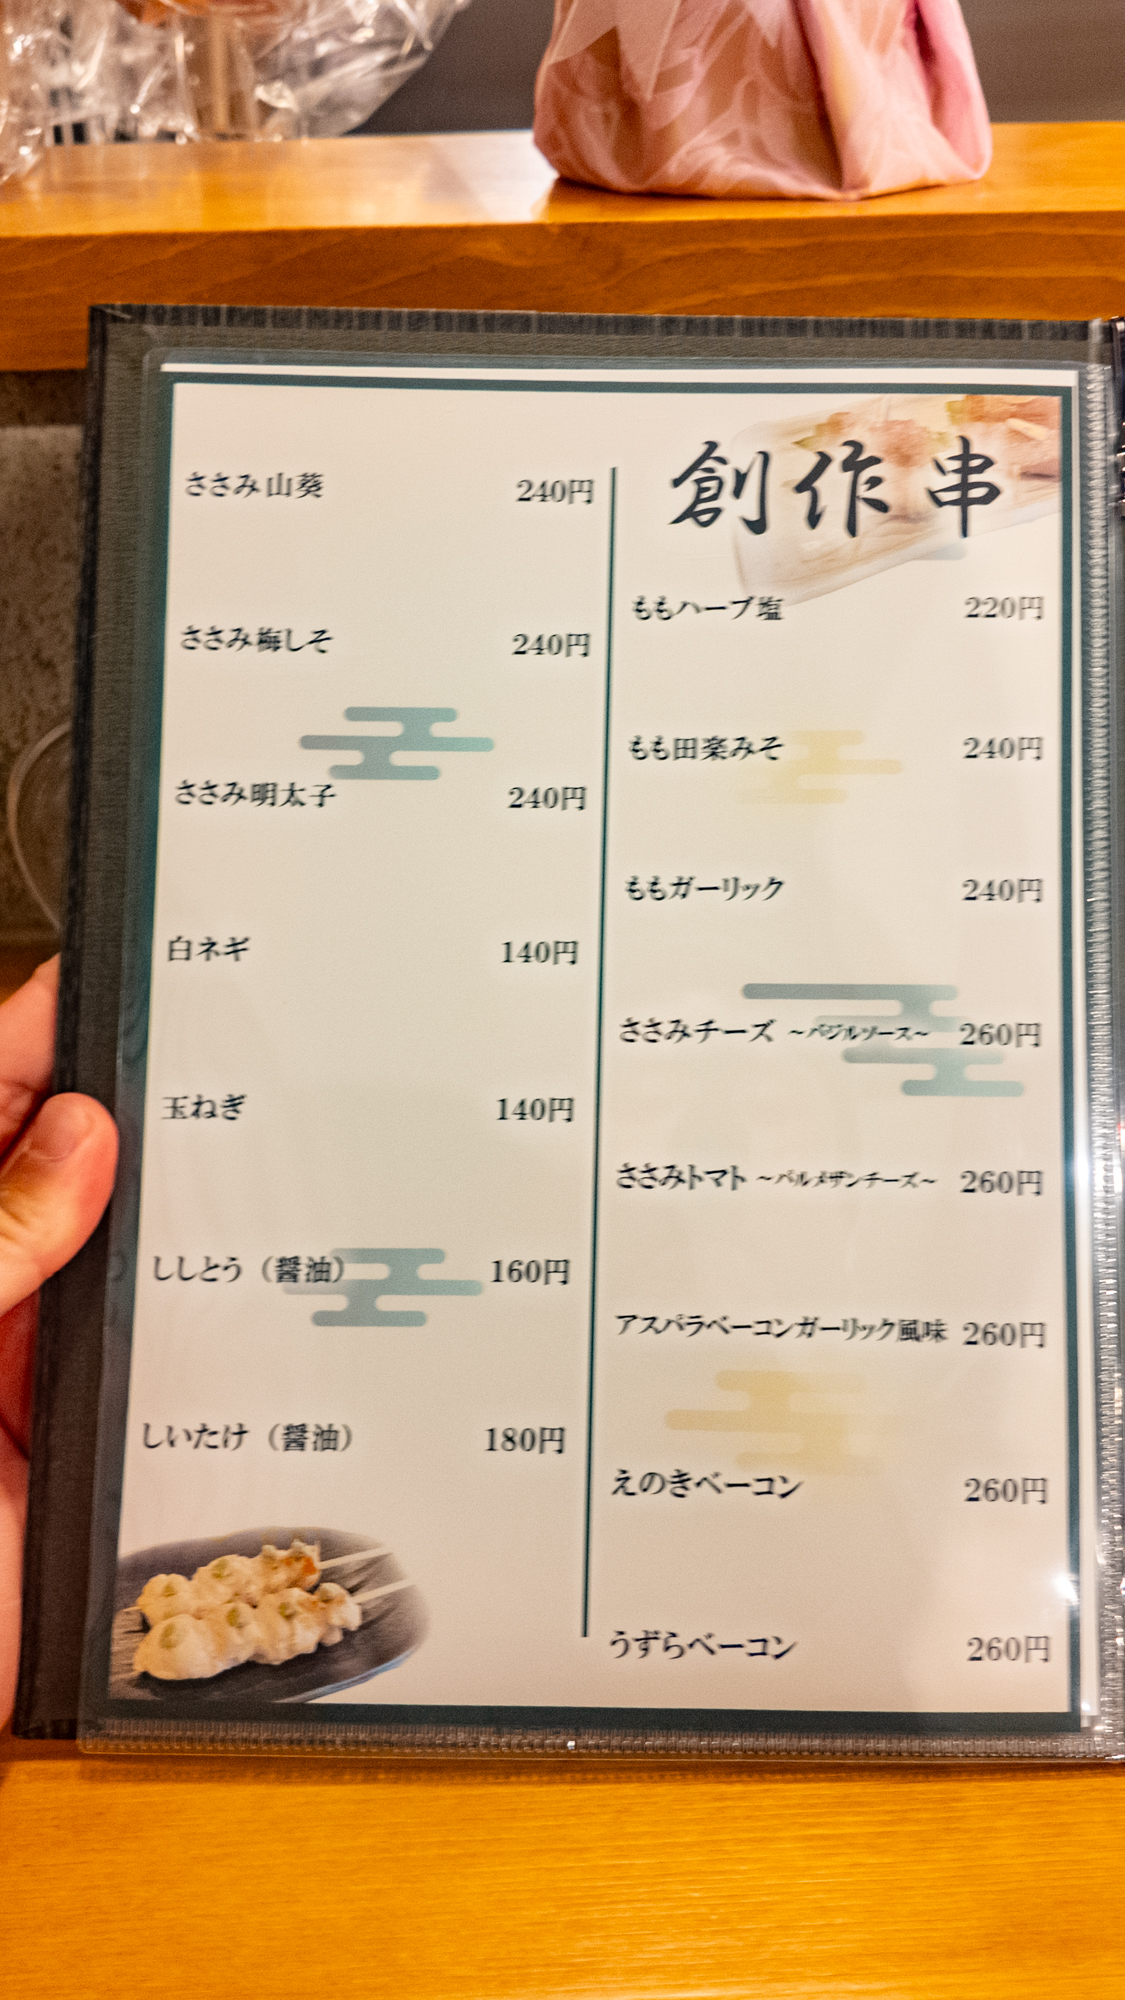 創作串
ももハーブ塩 220円
もも田楽みそ 240円
ももガーリック 240円
ささみチーズ ～バジルソース～ 260円
ささみトマト ～パルメザンチーズ～ 260円
アスパラベーコンガーリック風味 260円
えのきベーコン 260円
うずらベーコン 260円
ささみ山葵 240円
ささみ梅しそ 240円
ささみ明太子 240円
白ネギ 140円
玉ねぎ 140円
ししとう（醤油） 160円
しいたけ（醤油） 180円